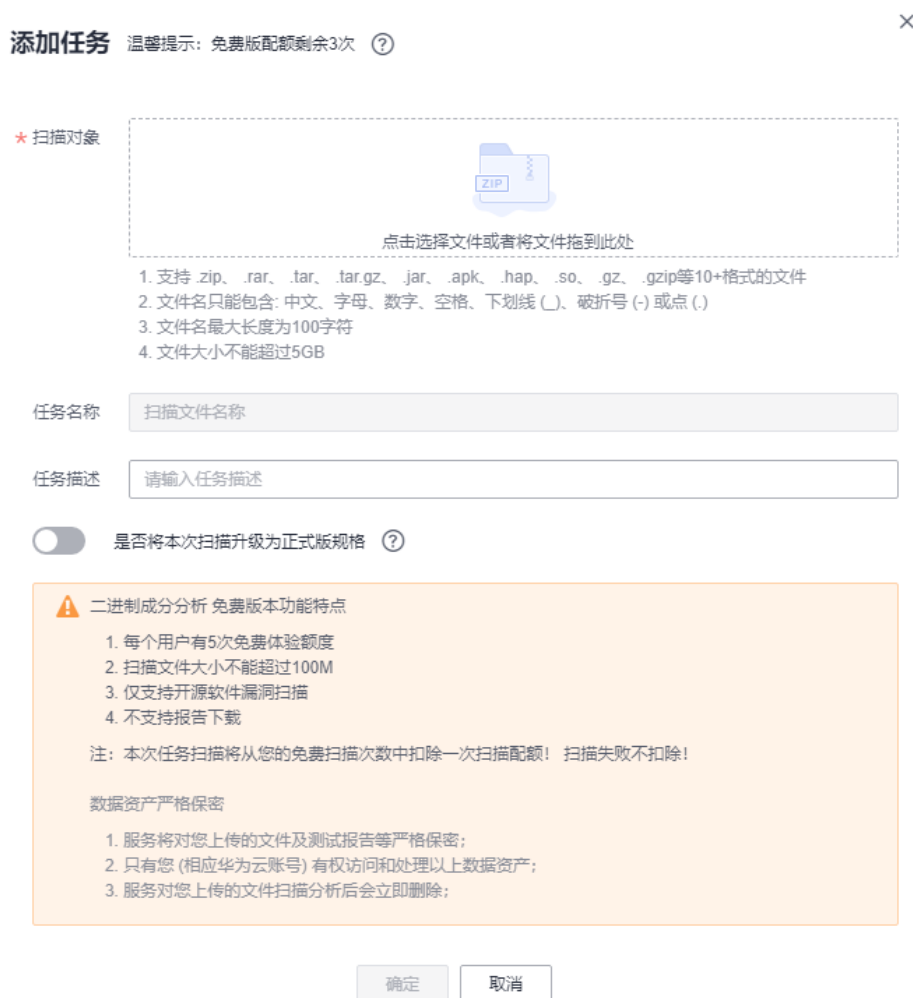 添加任务 温馨提示：免费版配额剩余3次 ?
* 扫描对象
ZIP
点击选择文件或者将文件拖到此处
1. 支持 .zip、 .rar、 .tar、 .tar.gz、 .jar、 .apk、 .hap、 .so、 .gz、 .gzip等10+格式的文件
2. 文件名只能包含: 中文、字母、数字、空格、下划线 (_)、破折号 (-) 或点 (.)
3. 文件名最大长度为100字符
4. 文件大小不能超过5GB
任务名称 扫描文件名称
任务描述 请输入任务描述
是否将本次扫描升级为正式版规格 ?
二进制成分分析 免费版本功能特点
1. 每个用户有5次免费体验额度
2. 扫描文件大小不能超过100M
3. 仅支持开源软件漏洞扫描
4. 不支持报告下载
注：本次任务扫描将从您的免费扫描次数中扣除一次扫描配额！ 扫描失败不扣除！
数据资产严格保密
1. 服务将对您上传的文件及测试报告等严格保密；
2. 只有您 (相应华为云账号) 有权访问和处理以上数据资产；
3. 服务对您上传的文件扫描分析后会立即删除；
确定 取消